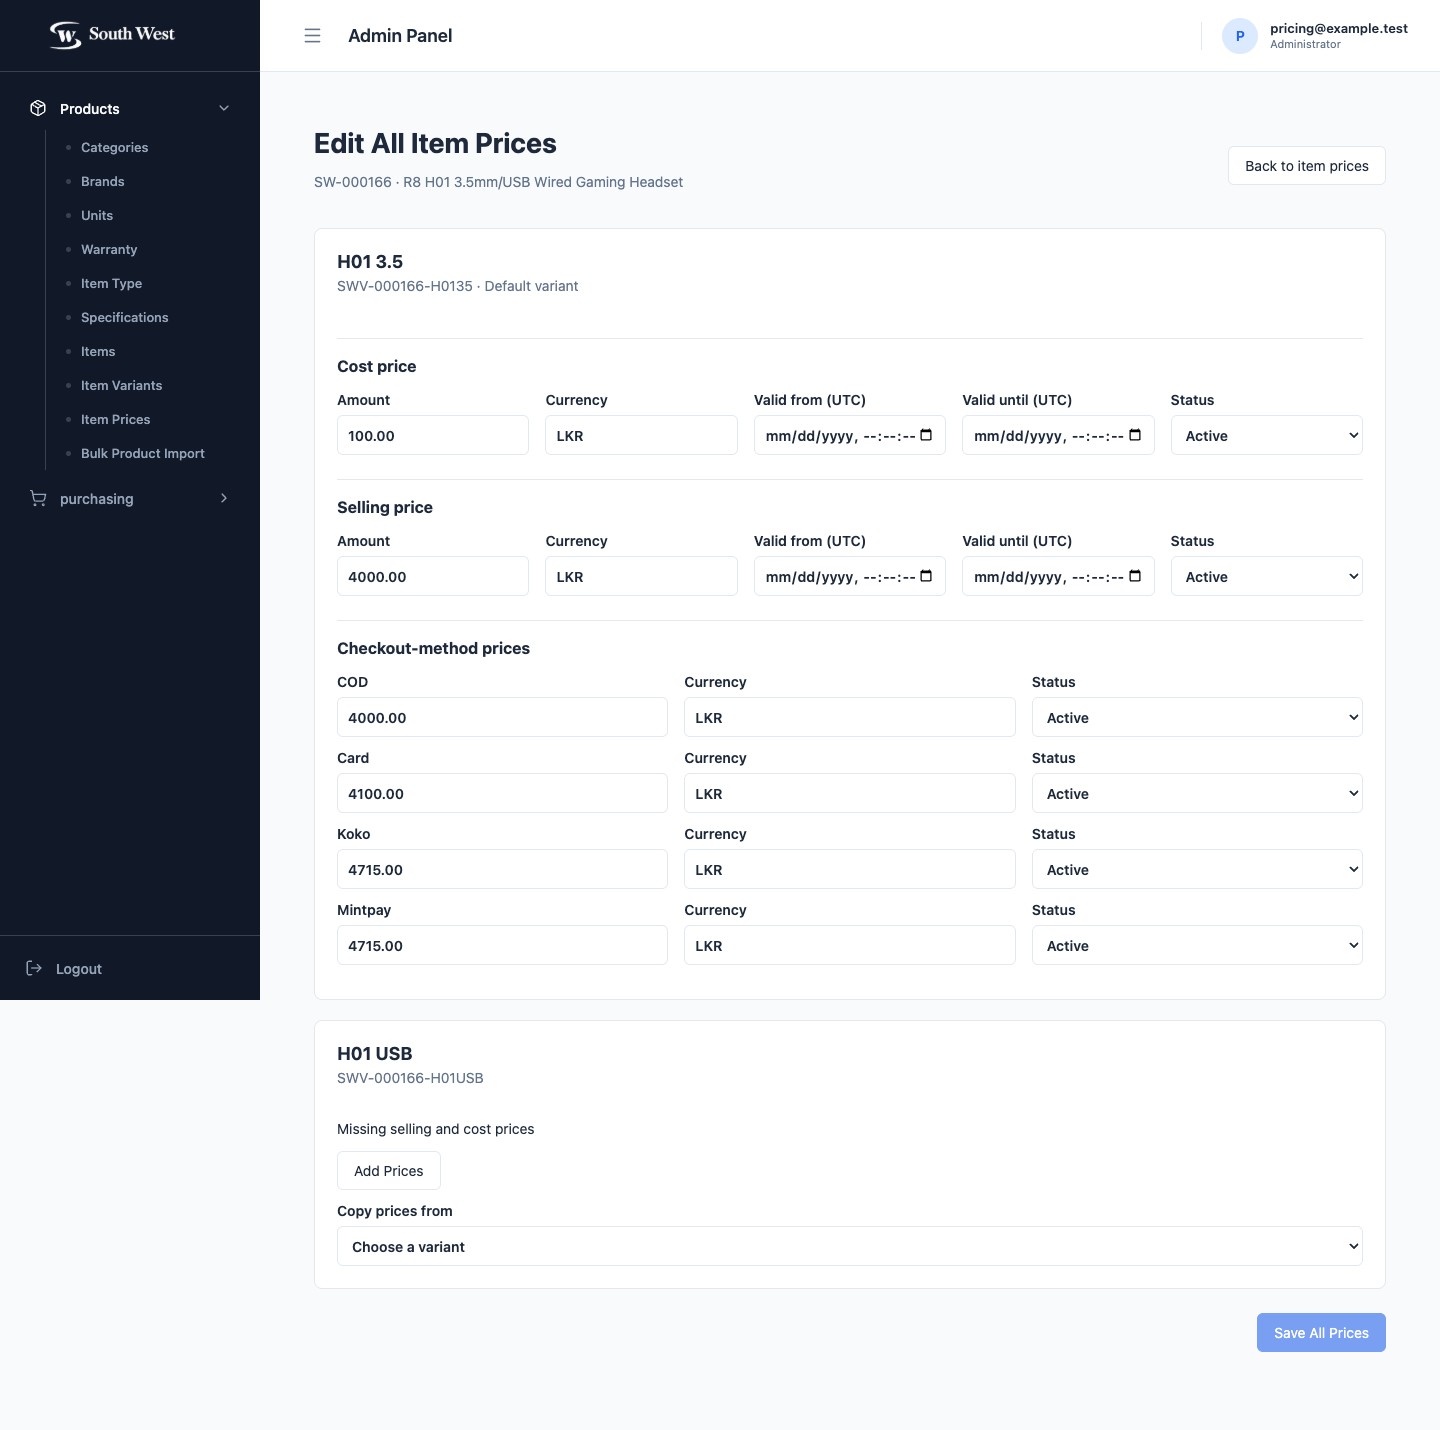 South West
Admin Panel
P
pricing@example.test
Administrator
Products
Categories
Brands
Units
Warranty
Item Type
Specifications
Items
Item Variants
Item Prices
Bulk Product Import
purchasing
Logout
Edit All Item Prices
SW-000166 · R8 H01 3.5mm/USB Wired Gaming Headset
Back to item prices
H01 3.5
SWV-000166-H0135 · Default variant
Cost price
Amount Currency Valid from (UTC) Valid until (UTC) Status
100.00 LKR mm/dd/yyyy, --:--:-- mm/dd/yyyy, --:--:-- Active
Selling price
Amount Currency Valid from (UTC) Valid until (UTC) Status
4000.00 LKR mm/dd/yyyy, --:--:-- mm/dd/yyyy, --:--:-- Active
Checkout-method prices
COD Currency Status
4000.00 LKR Active
Card Currency Status
4100.00 LKR Active
Koko Currency Status
4715.00 LKR Active
Mintpay Currency Status
4715.00 LKR Active
H01 USB
SWV-000166-H01USB
Missing selling and cost prices
Add Prices
Copy prices from
Choose a variant
Save All Prices